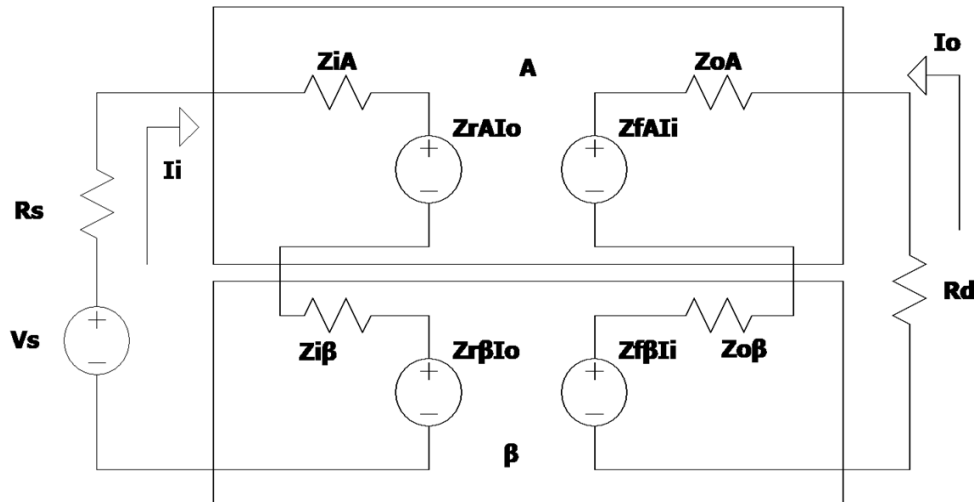 ZiA
A
ZoA
Io
ZrAIo
ZfAIi
Ii
Rs
Rd
Vs
Ziβ
ZrβIo
ZfβIi
Zoβ
β